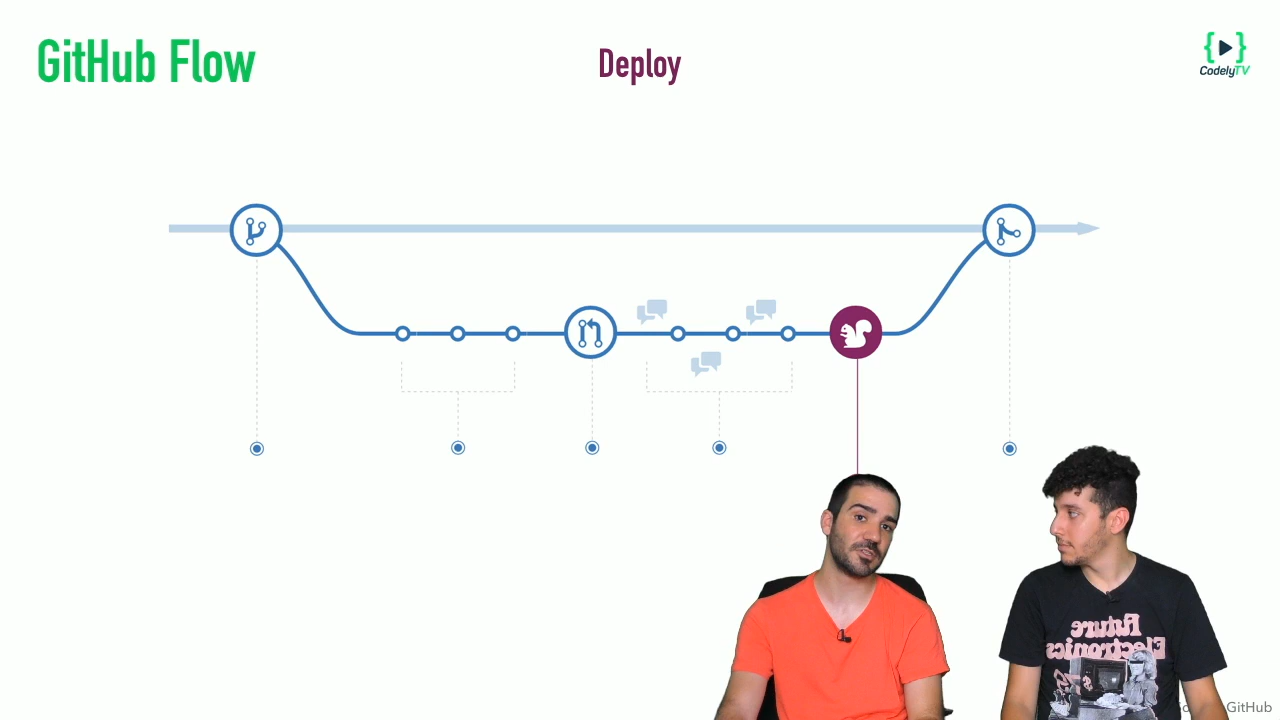 GitHub Flow
Deploy
CodelyTV
Future
Electronics
GitHub